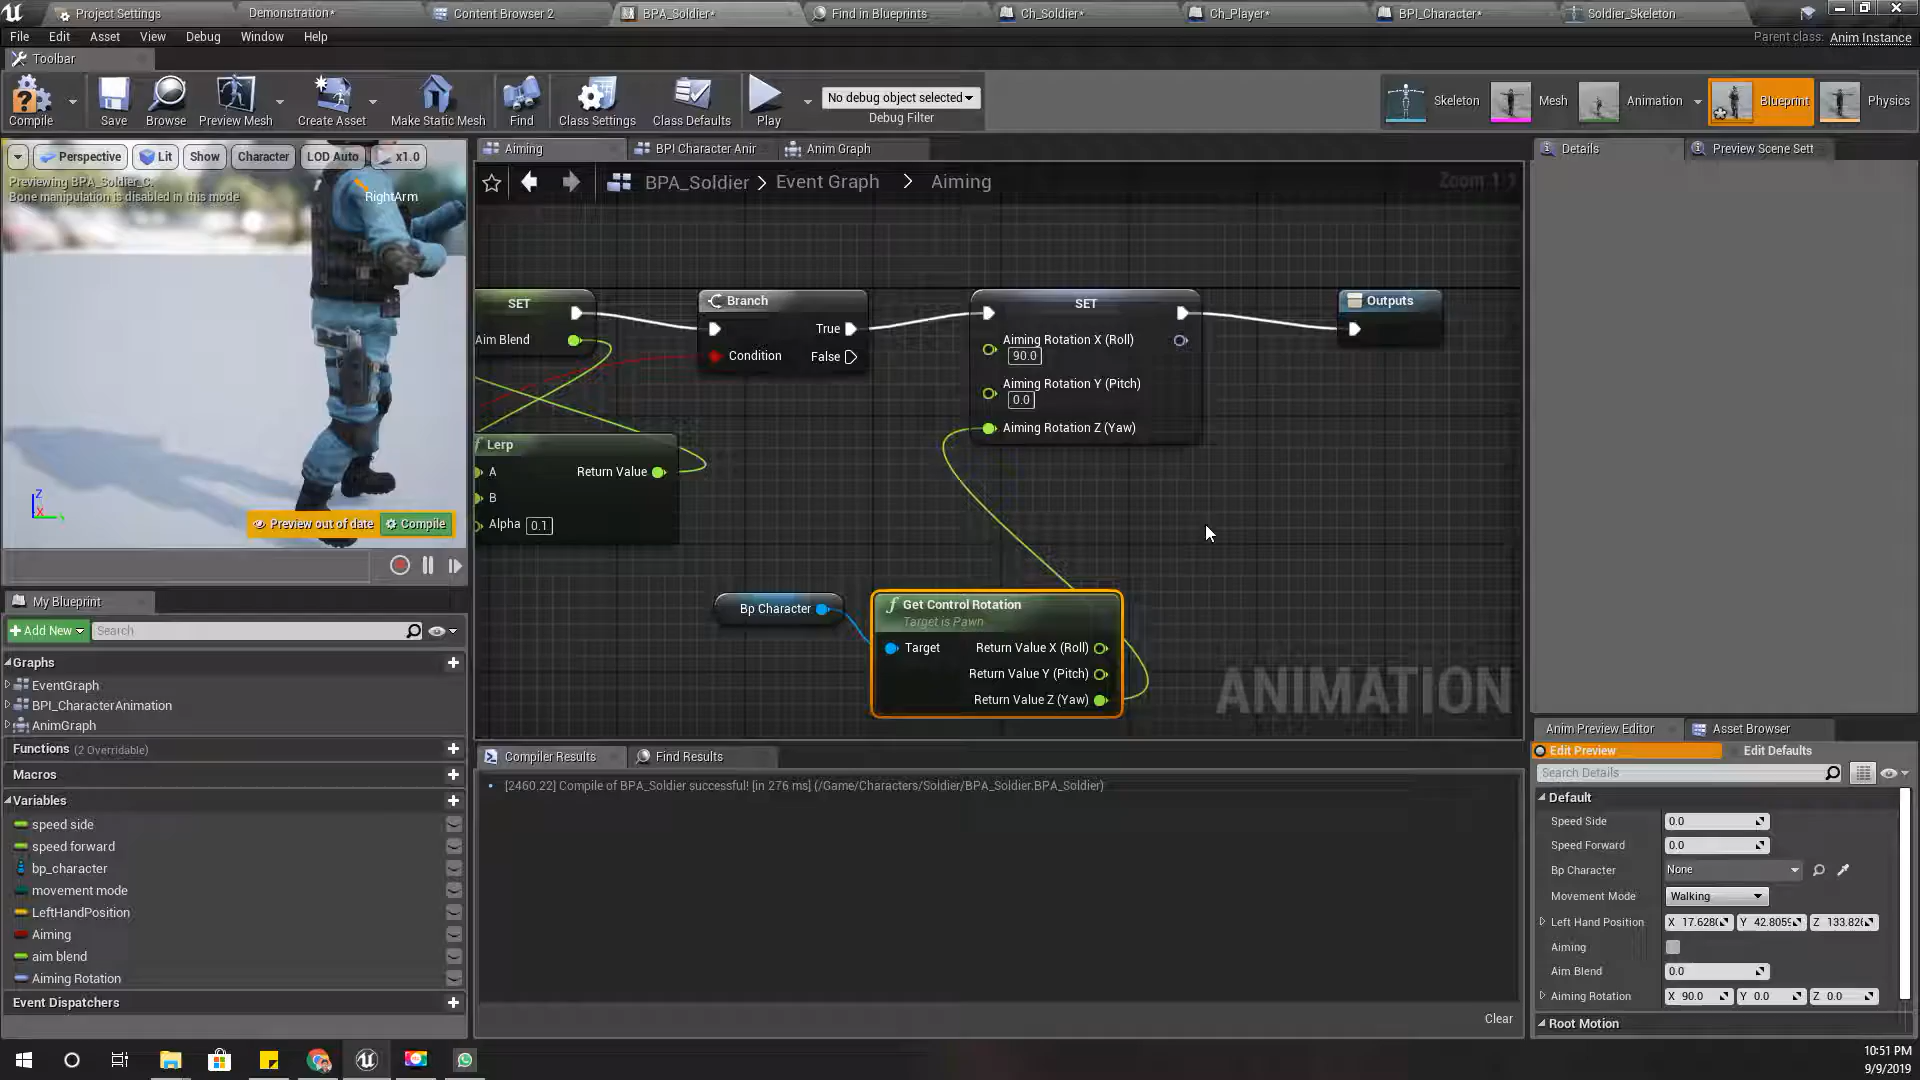 Project Settings
Demonstration*
Content Browser 2
BPA_Soldier*
Find in Blueprints
Ch_Soldier*
Ch_Player*
BPI_Character*
Soldier_Skeleton
File Edit Asset View Debug Window Help
Parent class: Anim Instance
Toolbar
Compile
Save
Browse
Preview Mesh
Create Asset
Make Static Mesh
Find
Class Settings
Class Defaults
Play
No debug object selected
Debug Filter
Skeleton
Mesh
Animation
Blueprint
Physics
Perspective
Lit
Show
Character
LOD Auto
x1.0
Previewing BPA_Soldier_C.
Bone manipulation is disabled in this mode
RightArm
Z
X
Preview out of date
Compile
Aiming
BPI Character Anir
Anim Graph
BPA_Soldier > Event Graph > Aiming
Zoom 1:1
SET
Aim Blend
Branch
True
Condition
False
SET
Aiming Rotation X (Roll)
90.0
Aiming Rotation Y (Pitch)
0.0
Aiming Rotation Z (Yaw)
Outputs
f Lerp
A
Return Value
B
Alpha 0.1
Bp Character
f Get Control Rotation
Target is Pawn
Target
Return Value X (Roll)
Return Value Y (Pitch)
Return Value Z (Yaw)
ANIMATION
Details
Preview Scene Sett
My Blueprint
+ Add New
Search
Graphs
EventGraph
BPI_CharacterAnimation
AnimGraph
Functions (2 Overridable)
Macros
Variables
speed side
speed forward
bp_character
movement mode
LeftHandPosition
Aiming
aim blend
Aiming Rotation
Event Dispatchers
Compiler Results
Find Results
[2460.22] Compile of BPA_Soldier successful! [in 276 ms] (/Game/Characters/Soldier/BPA_Soldier.BPA_Soldier)
Clear
Anim Preview Editor
Asset Browser
Edit Preview
Edit Defaults
Search Details
Default
Speed Side 0.0
Speed Forward 0.0
Bp Character None
Movement Mode Walking
Left Hand Position X 17.628( Y 42.8059 Z 133.82(
Aiming
Aim Blend 0.0
Aiming Rotation X 90.0 Y 0.0 Z 0.0
Root Motion
10:51 PM
9/9/2019